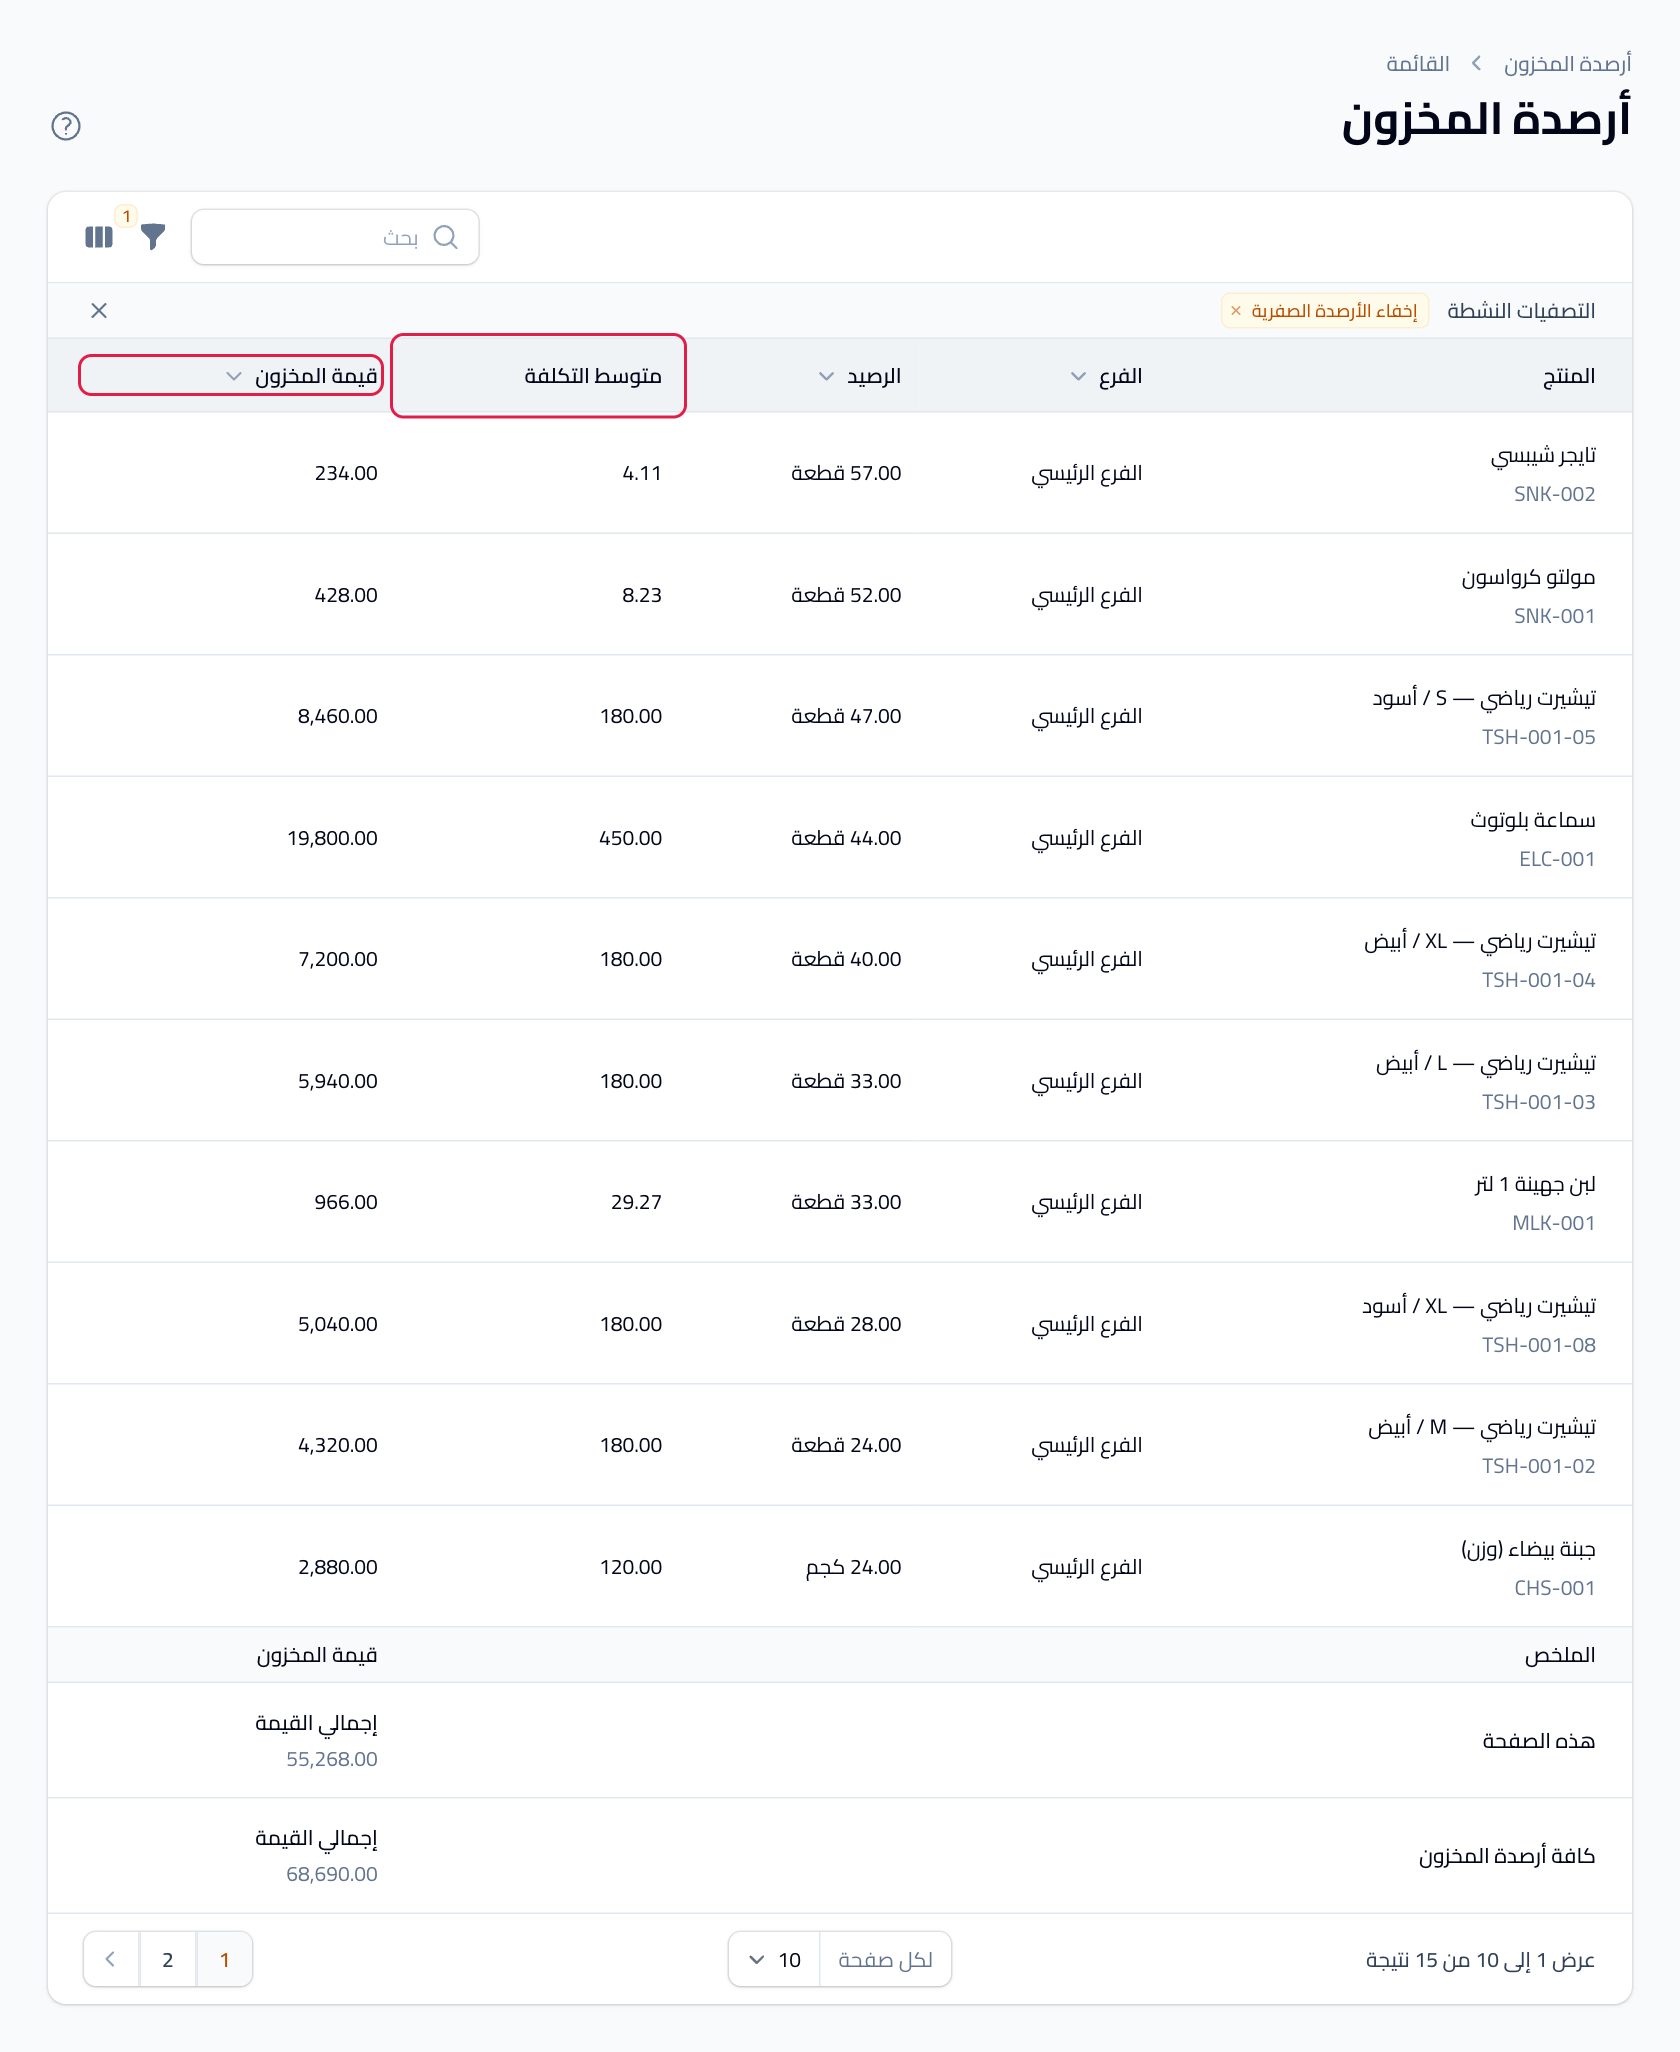 أرصدة المخزون
القائمة
أرصدة المخزون
بحث
1
التصفيات النشطة
إخفاء الأرصدة الصفرية
المنتج الفرع الرصيد متوسط التكلفة قيمة المخزون
تايجر شيبسي
SNK-002
الفرع الرئيسي 57.00 قطعة 4.11 234.00
مولتو كرواسون
SNK-001
الفرع الرئيسي 52.00 قطعة 8.23 428.00
تيشيرت رياضي — S / أسود
TSH-001-05
الفرع الرئيسي 47.00 قطعة 180.00 8,460.00
سماعة بلوتوث
ELC-001
الفرع الرئيسي 44.00 قطعة 450.00 19,800.00
تيشيرت رياضي — XL / أبيض
TSH-001-04
الفرع الرئيسي 40.00 قطعة 180.00 7,200.00
تيشيرت رياضي — L / أبيض
TSH-001-03
الفرع الرئيسي 33.00 قطعة 180.00 5,940.00
لبن جهينة 1 لتر
MLK-001
الفرع الرئيسي 33.00 قطعة 29.27 966.00
تيشيرت رياضي — XL / أسود
TSH-001-08
الفرع الرئيسي 28.00 قطعة 180.00 5,040.00
تيشيرت رياضي — M / أبيض
TSH-001-02
الفرع الرئيسي 24.00 قطعة 180.00 4,320.00
جبنة بيضاء (وزن)
CHS-001
الفرع الرئيسي 24.00 كجم 120.00 2,880.00
الملخص قيمة المخزون
هذه الصفحة
إجمالي القيمة
55,268.00
كافة أرصدة المخزون
إجمالي القيمة
68,690.00
عرض 1 إلى 10 من 15 نتيجة
لكل صفحة 10
1 2